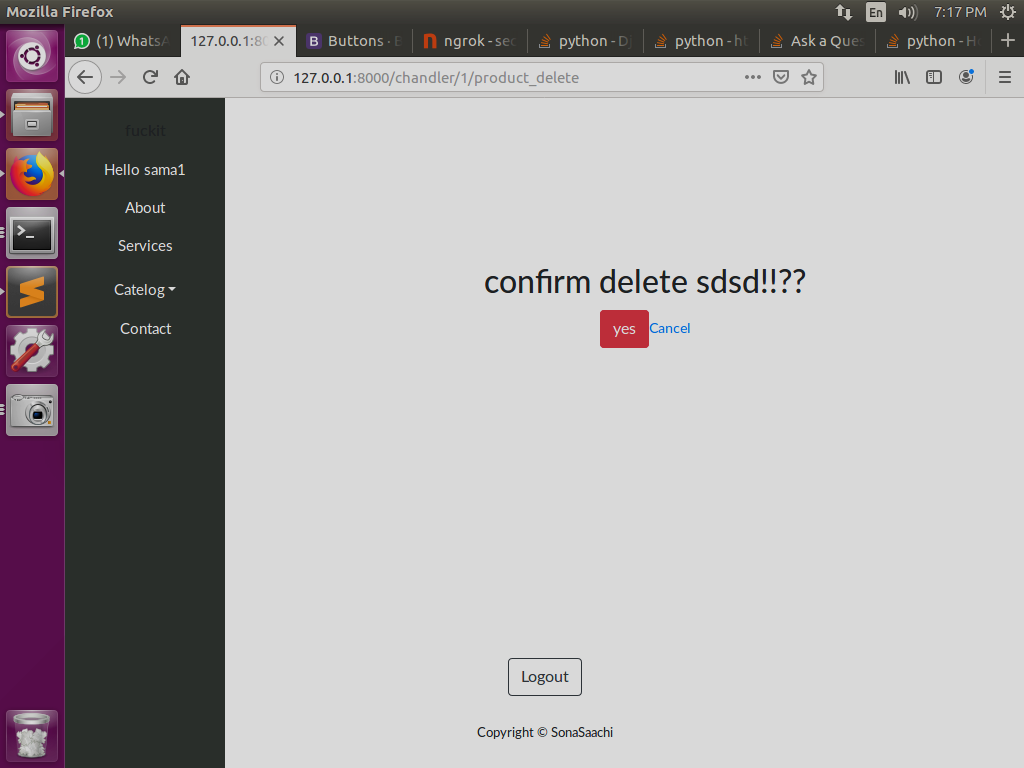 Mozilla Firefox
En
7:17 PM
(1) WhatsA
127.0.0.1:80
Buttons · B
ngrok - sec
python - Dj
python - ht
Ask a Ques
python - Ho
127.0.0.1:8000/chandler/1/product_delete
fuckit
Hello sama1
About
Services
Catelog
Contact
confirm delete sdsd!!??
yes Cancel
Logout
Copyright © SonaSaachi